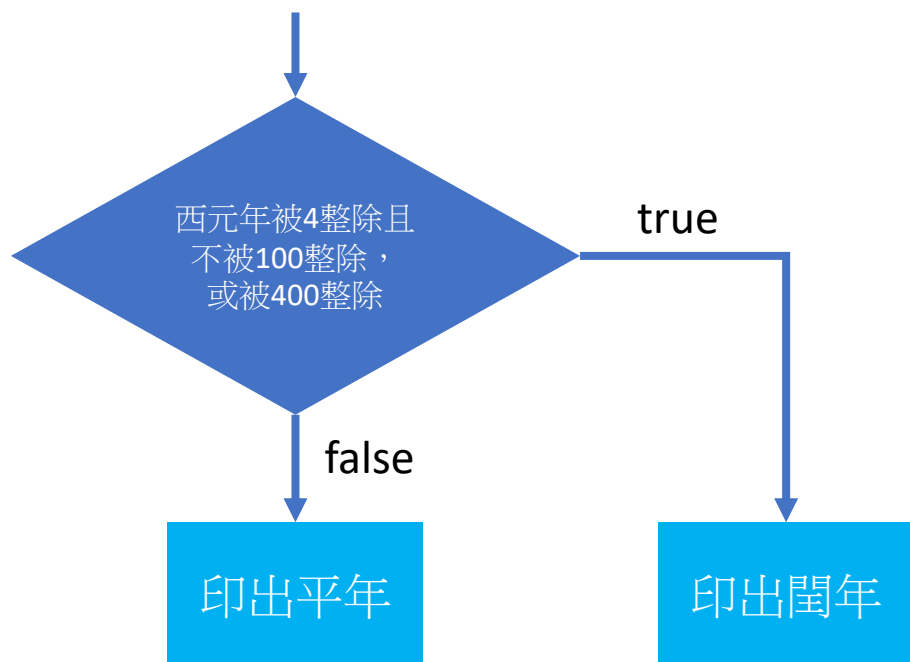 西元年被4整除且
不被100整除，
或被400整除
true
false
印出平年
印出閏年